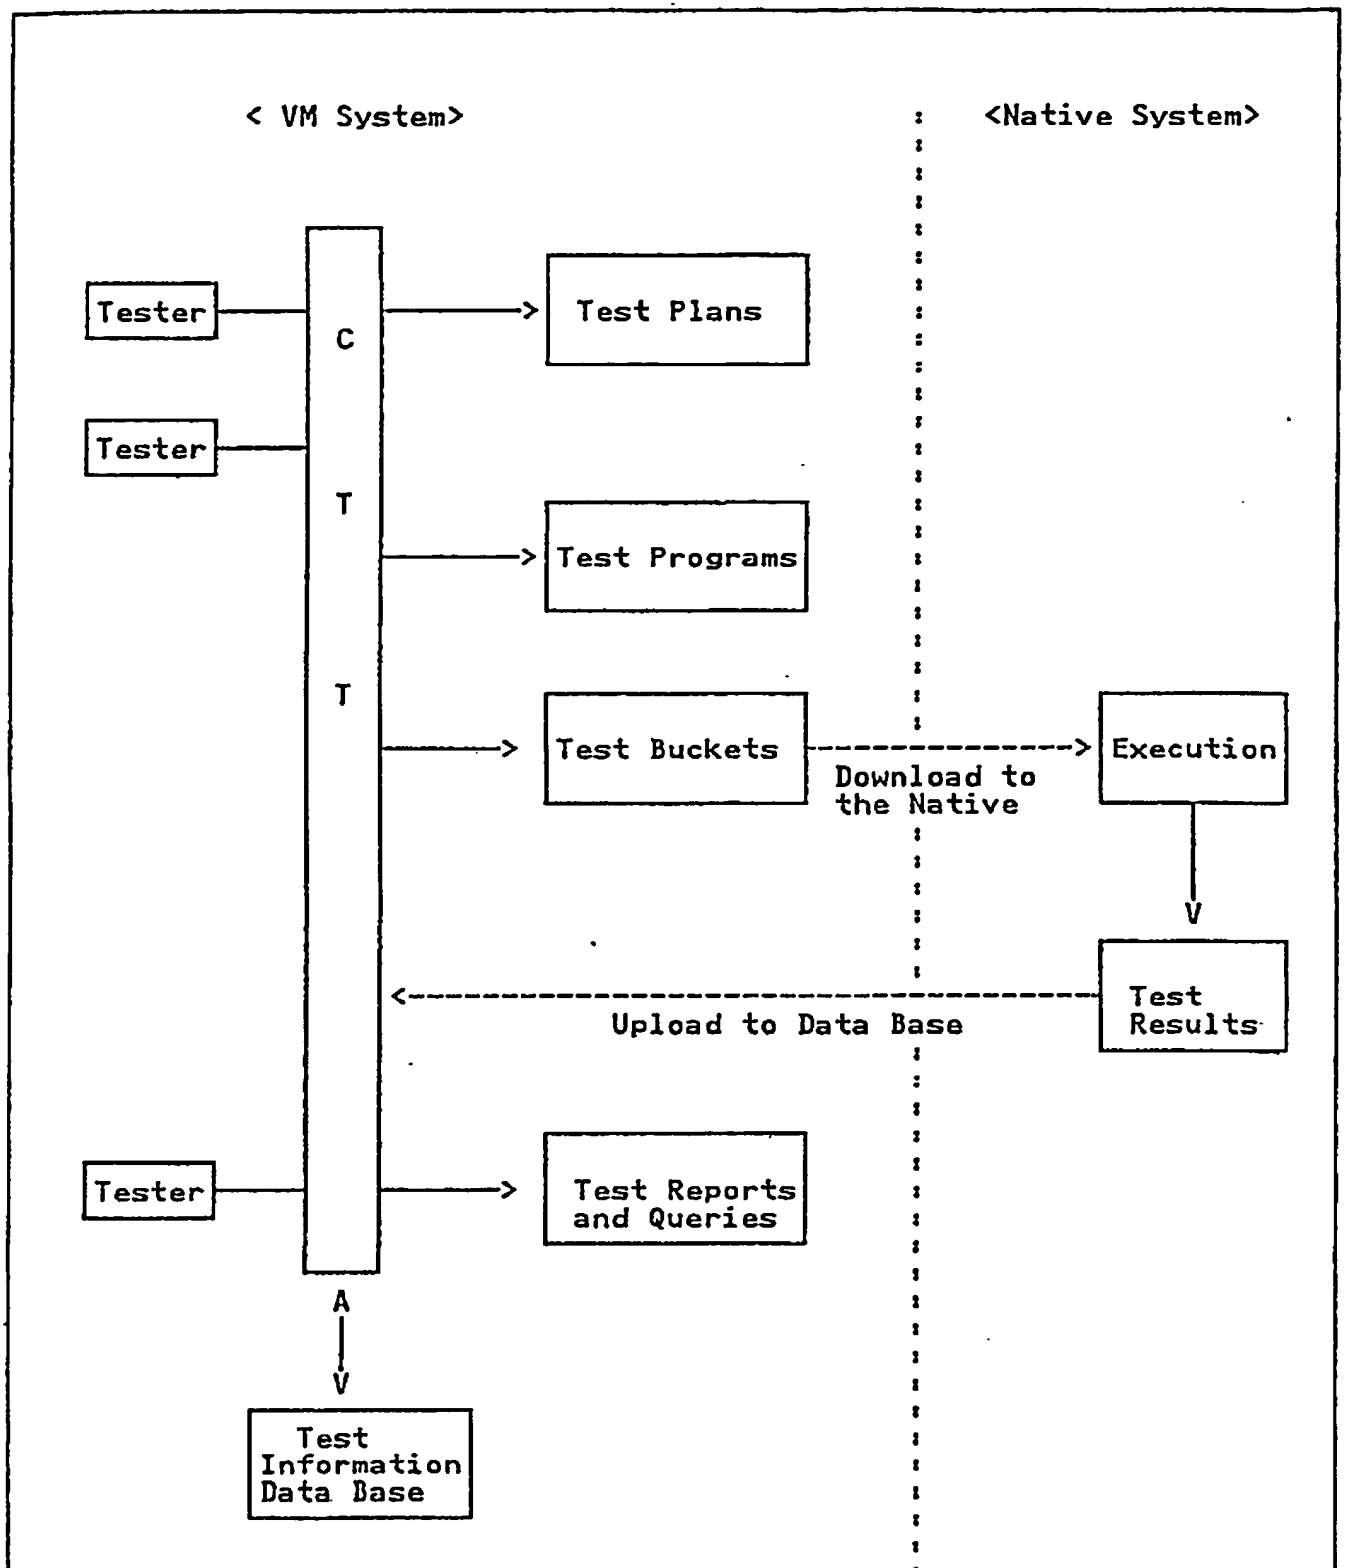 < VM System>
<Native System>
Tester
C
Test Plans
Tester
T
Test Programs
T
Test Buckets
Execution
Download to
the Native
Test
Results
Upload to Data Base
Tester
Test Reports
and Queries
A
V
V
Test
Information
Data Base